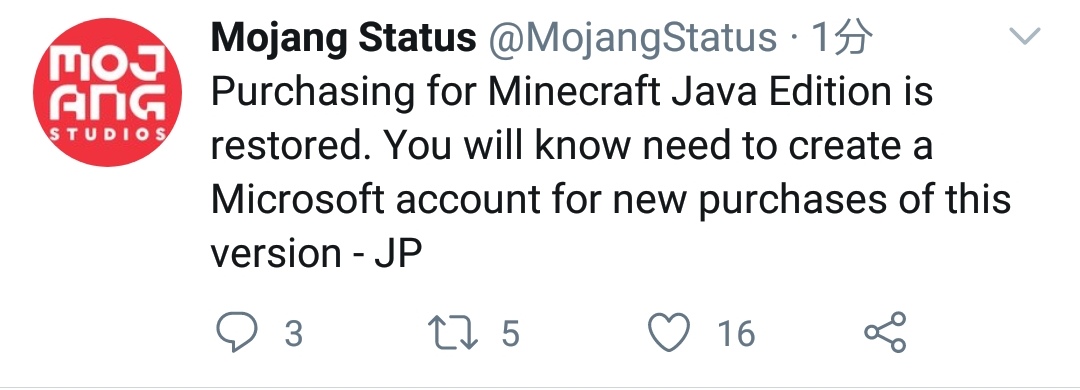 MOJ
ANG
STUDIOS
Mojang Status @MojangStatus · 1分
Purchasing for Minecraft Java Edition is
restored. You will know need to create a
Microsoft account for new purchases of this
version - JP
3 5 16